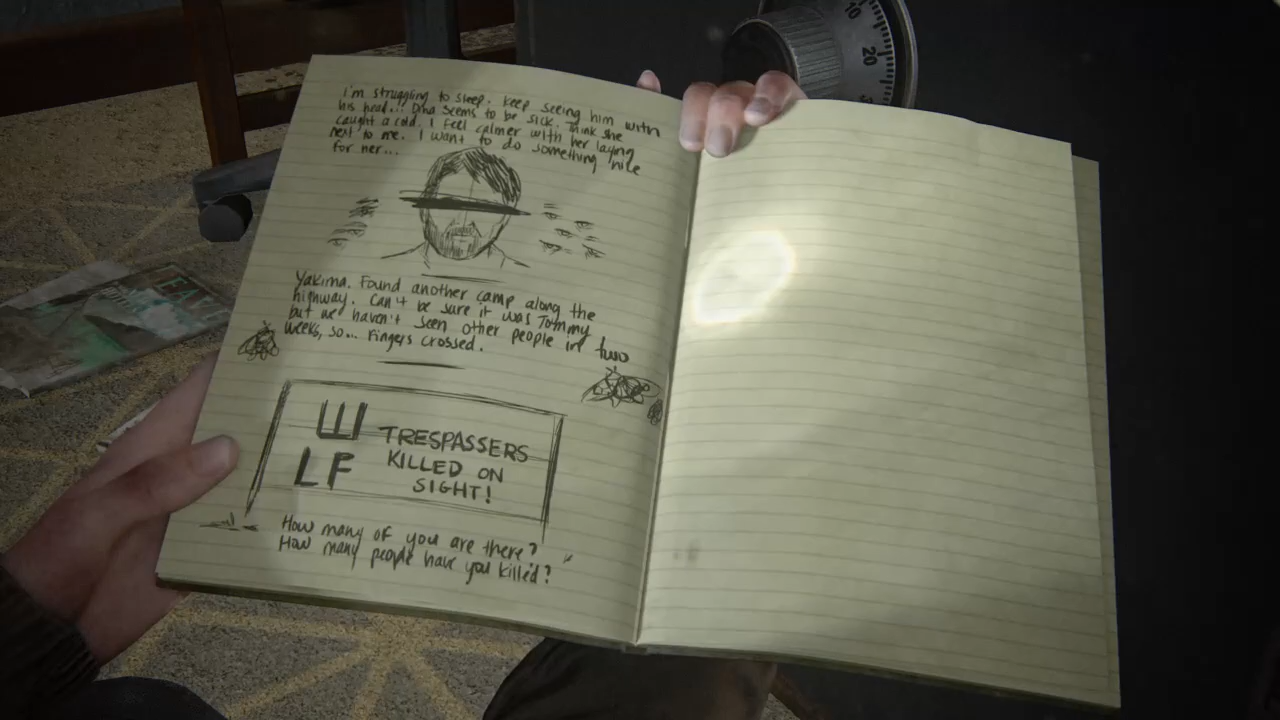 10
20
I'm struggling to sleep. Keep seeing him with
his head... Dina seems to be sick. Think she
caught a cold. I feel calmer with her laying
next to me. I want to do something nice
for her...
Yakima. Found another camp along the
highway. Can't be sure it was Tommy
but we haven't seen other people in two
weeks, so... Fingers crossed.
W
LF
TRESPASSERS
KILLED ON
SIGHT!
How many of you are there?
How many people have you killed?